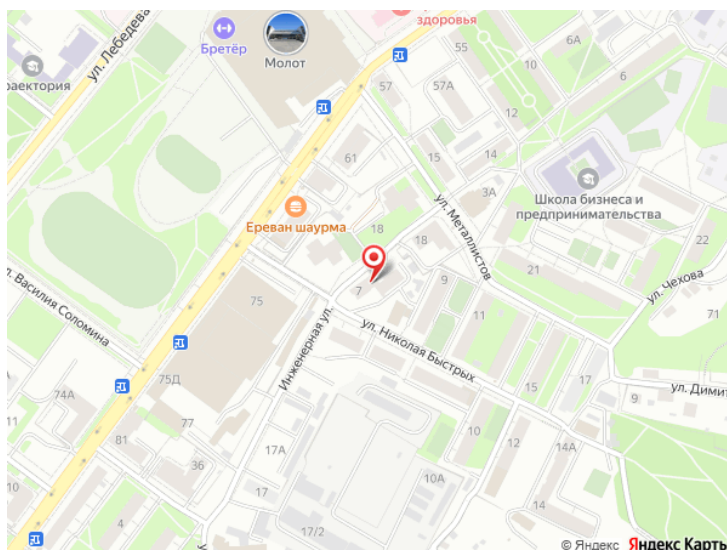 здоровья
Бретёр
Молот
ул. Лебедева
раектория
55
6А
10
6
57
57А
12
61
15
14
3А
Школа бизнеса и
предпринимательства
Ереван шаурма
18
18
ул. Металлистов
22
21
ул. Чехова
ул. Василия Соломина
75
7
9
11
71
Инженерная ул.
ул. Николая Быстрых
75Д
15
17
ул. Димит
9
74А
11
77
81
17А
10
12
14А
36
10
10А
4
17
14
17/2
© Яндекс Яндекс Карты